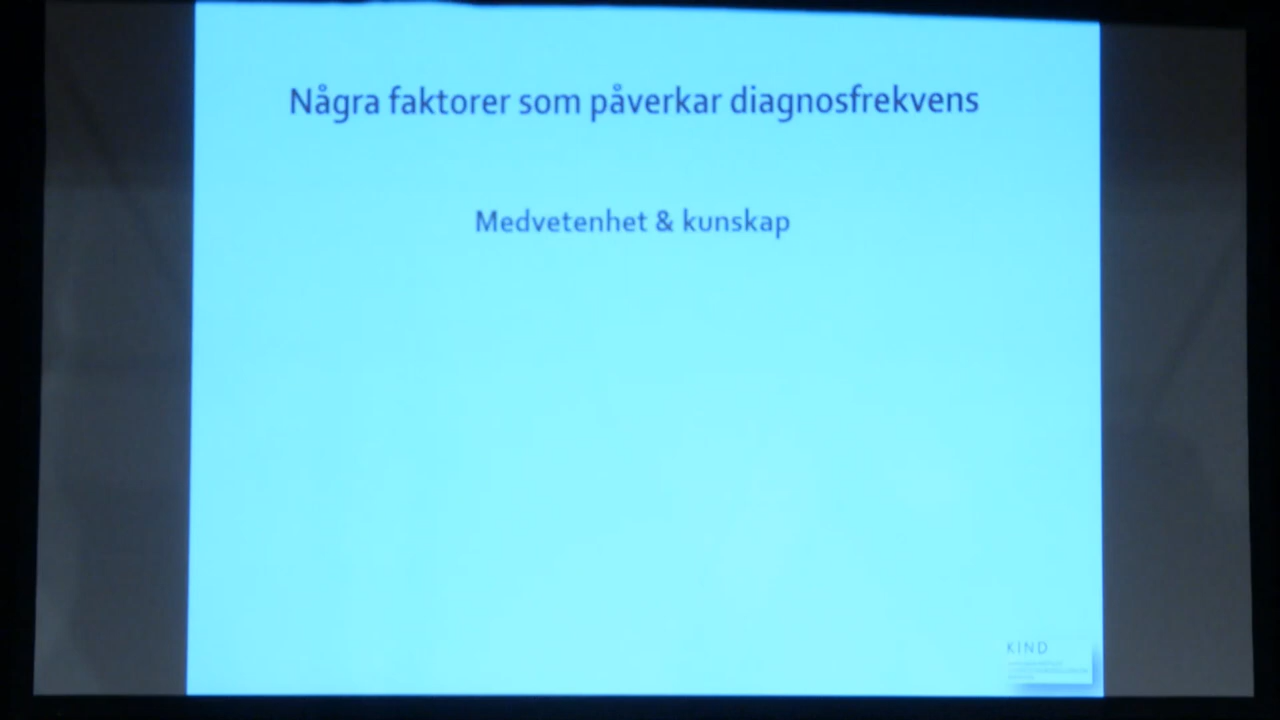 Några faktorer som påverkar diagnosfrekvens
Medvetenhet & kunskap
KIND